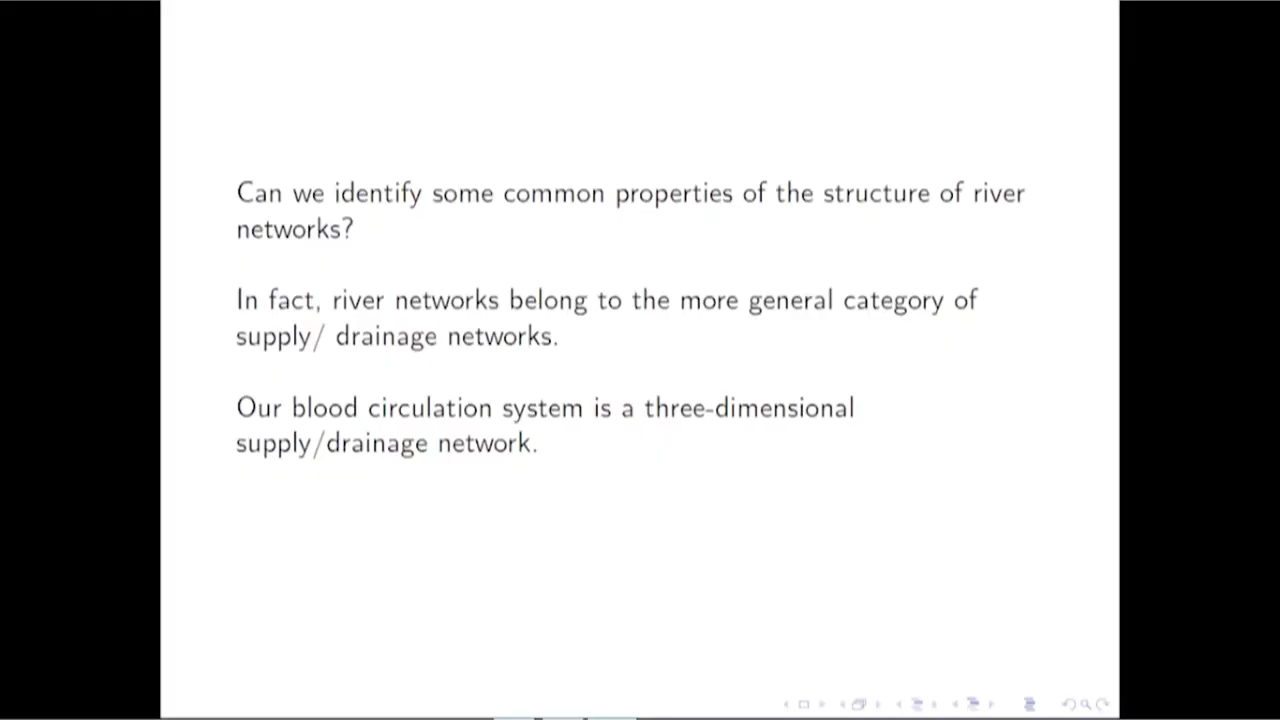 Can we identify some common properties of the structure of river
networks?
In fact, river networks belong to the more general category of
supply/ drainage networks.
Our blood circulation system is a three-dimensional
supply/drainage network.